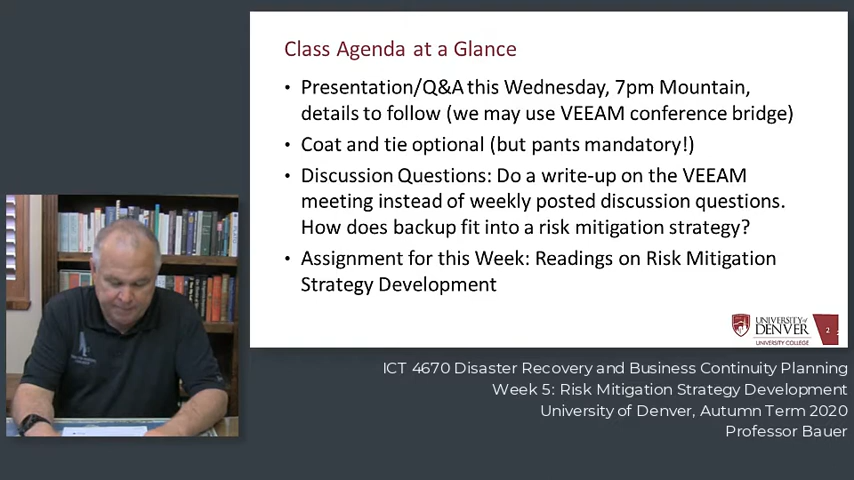 Class Agenda at a Glance
• Presentation/Q&A this Wednesday, 7pm Mountain,
details to follow (we may use VEEAM conference bridge)
• Coat and tie optional (but pants mandatory!)
• Discussion Questions: Do a write-up on the VEEAM
meeting instead of weekly posted discussion questions.
How does backup fit into a risk mitigation strategy?
• Assignment for this Week: Readings on Risk Mitigation
Strategy Development
UNIVERSITY of
DENVER
UNIVERSITY COLLEGE
2
ICT 4670 Disaster Recovery and Business Continuity Planning
Week 5: Risk Mitigation Strategy Development
University of Denver, Autumn Term 2020
Professor Bauer